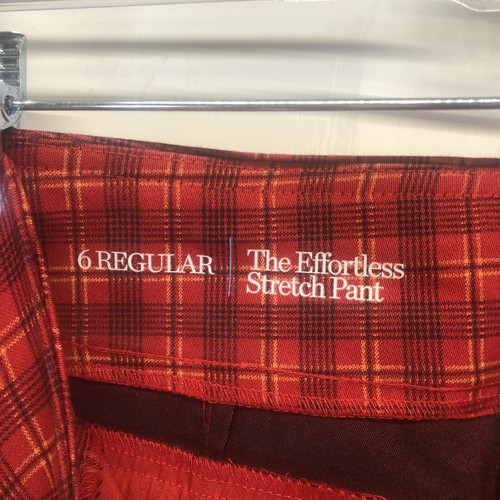 6 REGULAR
The Effortless
Stretch Pant